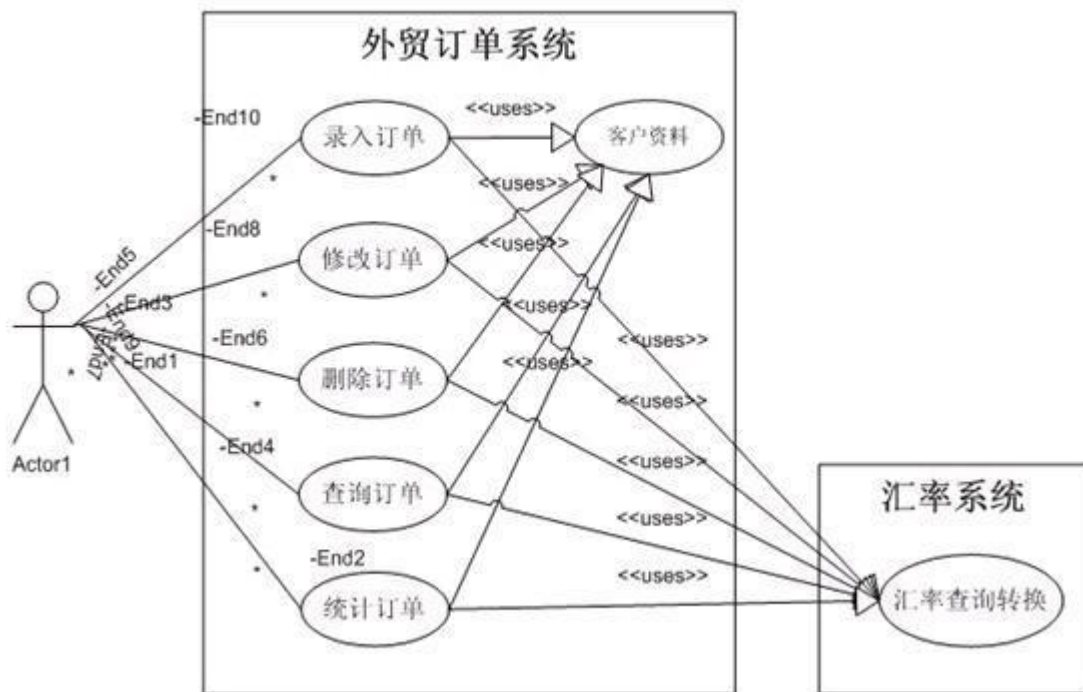 外贸订单系统
-End10
录入订单
<<uses>>
客户资料
*
<<uses>>
-End8
-End5
修改订单
<<uses>>
-End3
*
<<uses>>
<<uses>>
-End6
<<uses>>
-End1
*
删除订单
<<uses>>
*
Actor1
-End4
<<uses>>
查询订单
汇率系统
*
<<uses>>
-End2
*
<<uses>>
统计订单
汇率查询转换